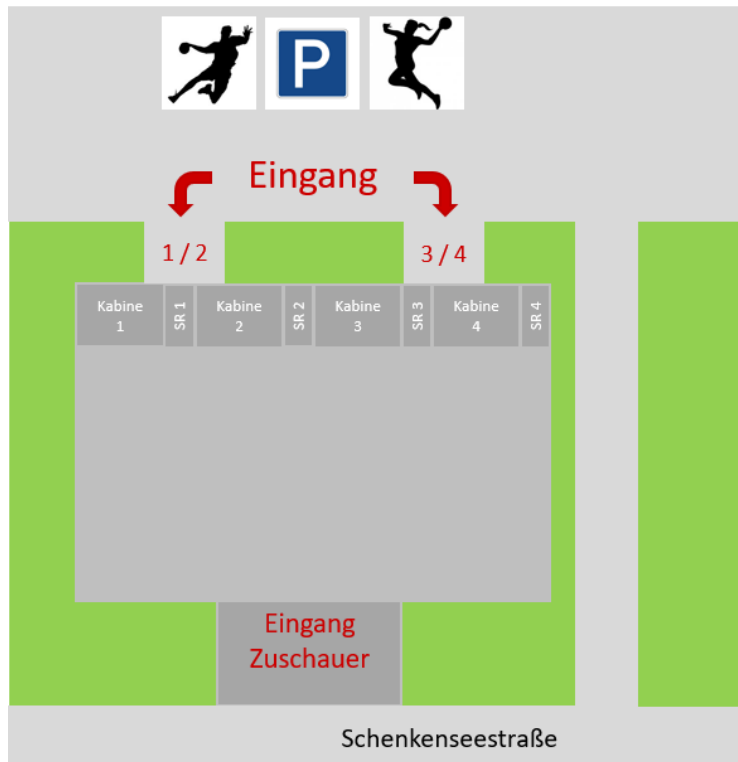 P
Eingang
1 / 2
3 / 4
Kabine
1
SR 1
Kabine
2
SR 2
Kabine
3
SR 3
Kabine
4
SR 4
Eingang
Zuschauer
Schenkenseestraße